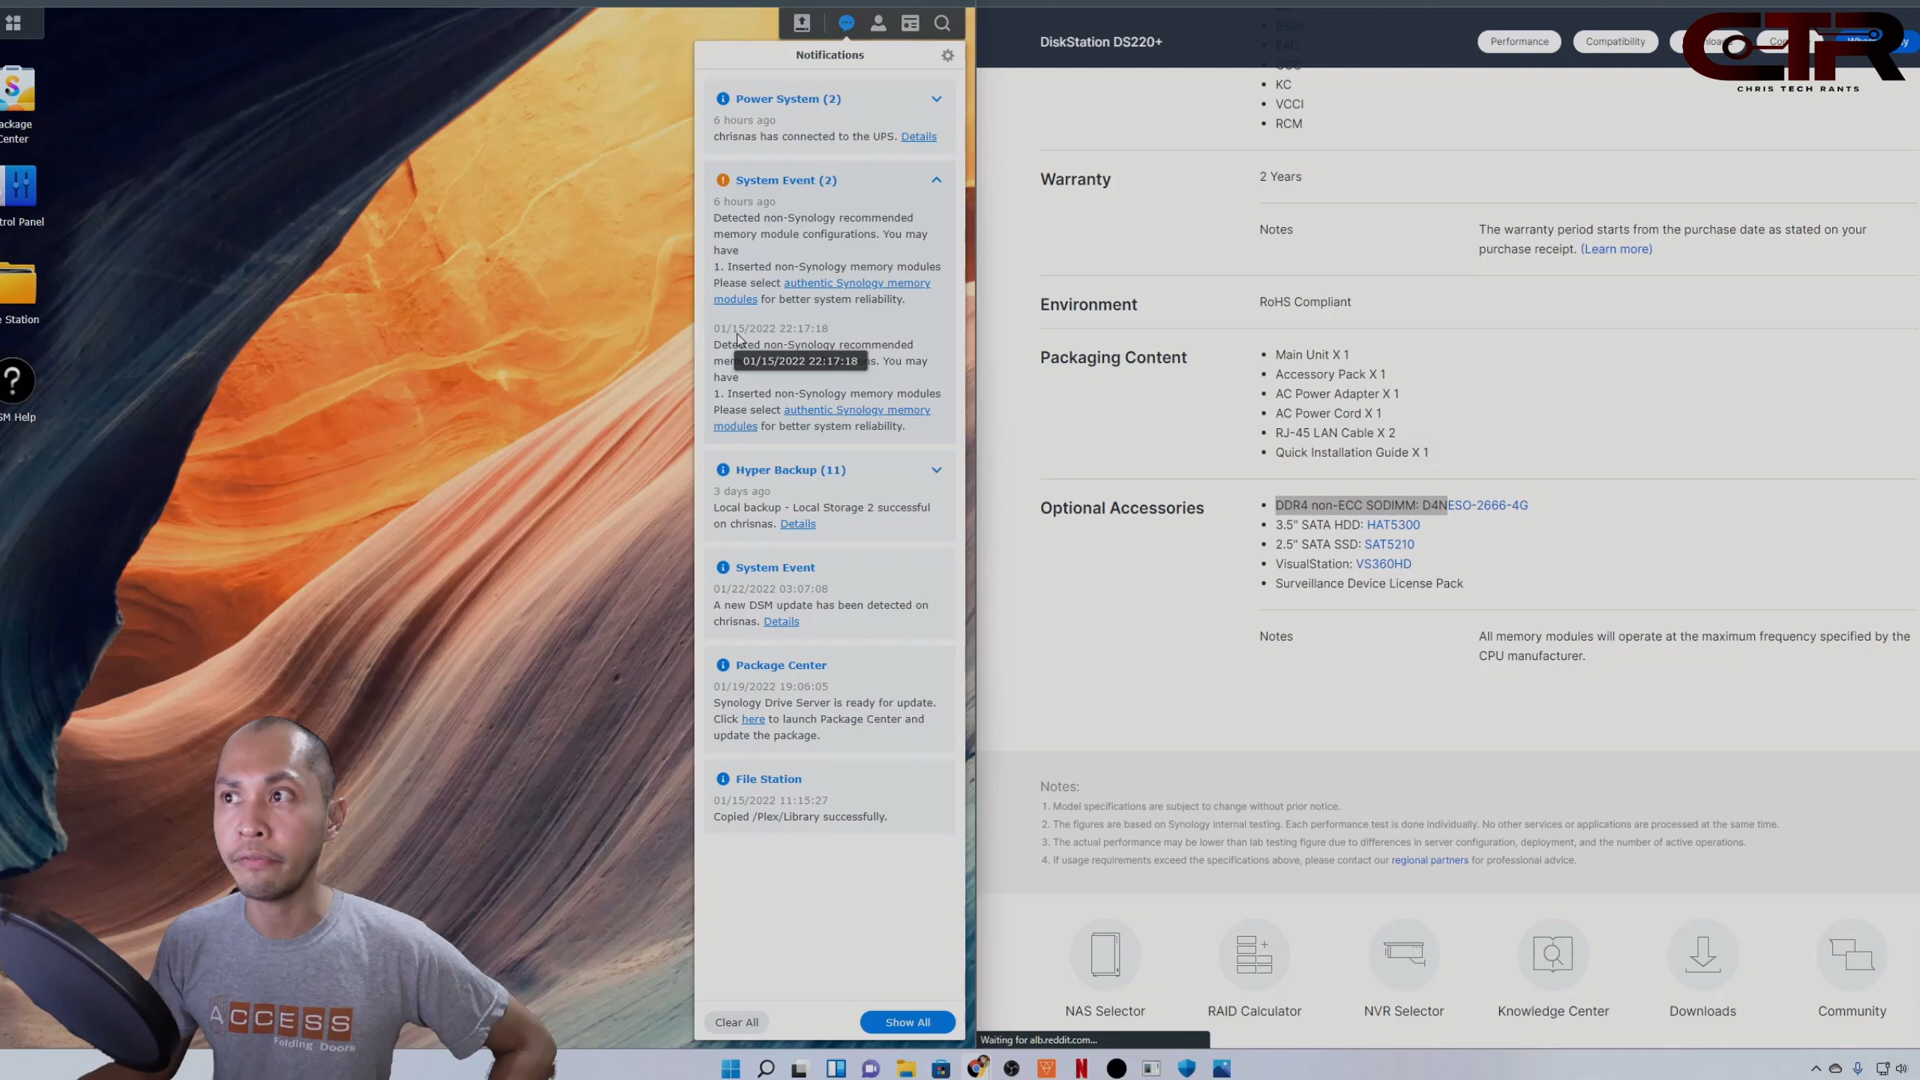 Package
Center
Control Panel
File Station
DSM Help
Notifications
Power System (2)
6 hours ago
chrisnas has connected to the UPS. Details
System Event (2)
6 hours ago
Detected non-Synology recommended
memory module configurations. You may
have
1. Inserted non-Synology memory modules
Please select authentic Synology memory
modules for better system reliability.
01/15/2022 22:17:18
Detected non-Synology recommended
01/15/2022 22:17:18
have
1. Inserted non-Synology memory modules
Please select authentic Synology memory
modules for better system reliability.
Hyper Backup (11)
3 days ago
Local backup - Local Storage 2 successful
on chrisnas. Details
System Event
01/22/2022 03:07:08
A new DSM update has been detected on
chrisnas. Details
Package Center
01/19/2022 19:06:05
Synology Drive Server is ready for update.
Click here to launch Package Center and
update the package.
File Station
01/15/2022 11:15:27
Copied /Plex/Library successfully.
Clear All
Show All
ACCESS
Folding Doors
DiskStation DS220+
Performance
Compatibility
CTR
CHRIS TECH RANTS
BSMI
EAC
CCC
KC
VCCI
RCM
Warranty
2 Years
Notes
The warranty period starts from the purchase date as stated on your
purchase receipt. (Learn more)
Environment
RoHS Compliant
Packaging Content
Main Unit X 1
Accessory Pack X 1
AC Power Adapter X 1
AC Power Cord X 1
RJ-45 LAN Cable X 2
Quick Installation Guide X 1
Optional Accessories
DDR4 non-ECC SODIMM: D4NESO-2666-4G
3.5" SATA HDD: HAT5300
2.5" SATA SSD: SAT5210
VisualStation: VS360HD
Surveillance Device License Pack
Notes
All memory modules will operate at the maximum frequency specified by the
CPU manufacturer.
Notes:
1. Model specifications are subject to change without prior notice.
2. The figures are based on Synology internal testing. Each performance test is done individually. No other services or applications are processed at the same time.
3. The actual performance may be lower than lab testing figure due to differences in server configuration, deployment, and the number of active operations.
4. If usage requirements exceed the specifications above, please contact our regional partners for professional advice.
NAS Selector
RAID Calculator
NVR Selector
Knowledge Center
Downloads
Community
Waiting for alb.reddit.com...